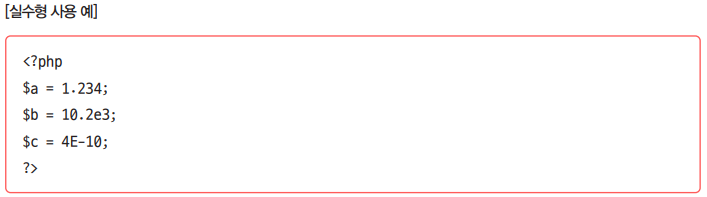 [실수형 사용 예]
<?php
$a = 1.234;
$b = 10.2e3;
$c = 4E-10;
?>